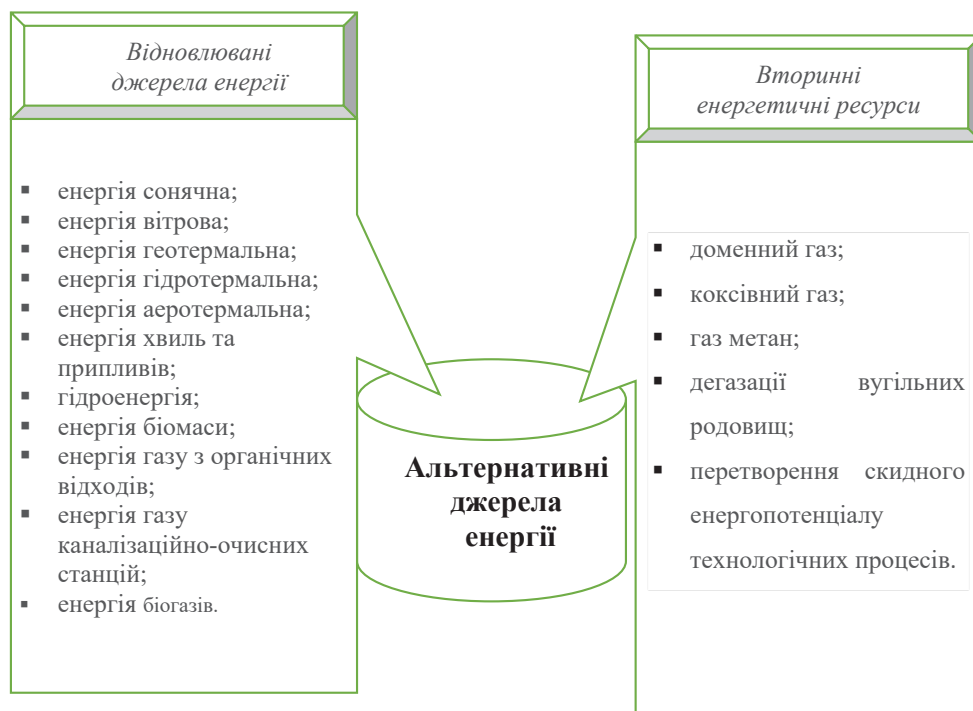 Відновлювані
джерела енергії
▪ енергія сонячна;
▪ енергія вітрова;
▪ енергія геотермальна;
▪ енергія гідротермальна;
▪ енергія аеротермальна;
▪ енергія хвиль та
припливів;
▪ гідроенергія;
▪ енергія біомаси;
▪ енергія газу з органічних
відходів;
▪ енергія газу
каналізаційно-очисних
станцій;
▪ енергія біогазів.
Альтернативні
джерела
енергії
Вторинні
енергетичні ресурси
▪ доменний газ;
▪ коксівний газ;
▪ газ метан;
▪ дегазації вугільних
родовищ;
▪ перетворення скидного
енергопотенціалу
технологічних процесів.